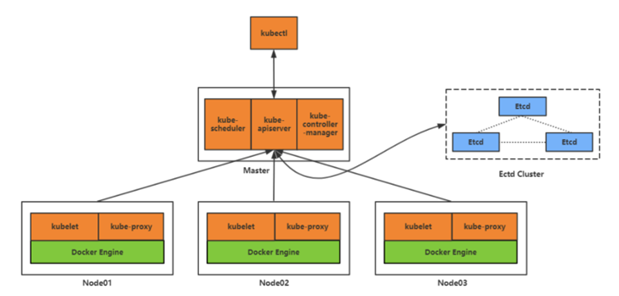 kubectl
kube-
scheduler
kube-
apiserver
kube-
controller
-manager
Master
Etcd
Etcd
Etcd
Ectd Cluster
kubelet
kube-proxy
Docker Engine
Node01
kubelet
kube-proxy
Docker Engine
Node02
kubelet
kube-proxy
Docker Engine
Node03